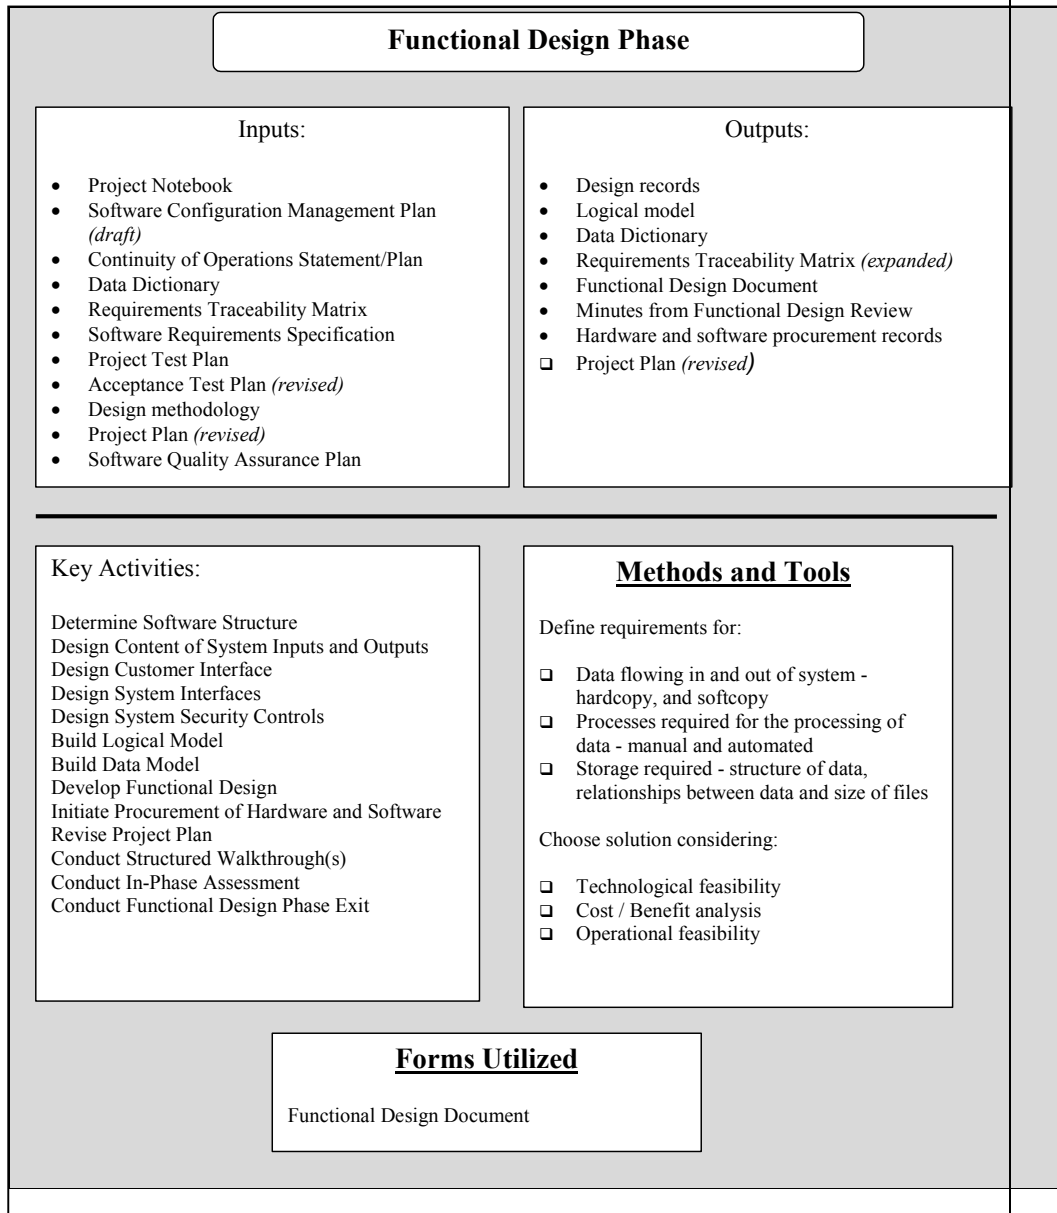 Functional Design Phase
Inputs:
• Project Notebook
• Software Configuration Management Plan
(draft)
• Continuity of Operations Statement/Plan
• Data Dictionary
• Requirements Traceability Matrix
• Software Requirements Specification
• Project Test Plan
• Acceptance Test Plan (revised)
• Design methodology
• Project Plan (revised)
• Software Quality Assurance Plan
Outputs:
• Design records
• Logical model
• Data Dictionary
• Requirements Traceability Matrix (expanded)
• Functional Design Document
• Minutes from Functional Design Review
• Hardware and software procurement records
❑ Project Plan (revised)
Key Activities:
Determine Software Structure
Design Content of System Inputs and Outputs
Design Customer Interface
Design System Interfaces
Design System Security Controls
Build Logical Model
Build Data Model
Develop Functional Design
Initiate Procurement of Hardware and Software
Revise Project Plan
Conduct Structured Walkthrough(s)
Conduct In-Phase Assessment
Conduct Functional Design Phase Exit
Methods and Tools
Define requirements for:
❑ Data flowing in and out of system -
hardcopy, and softcopy
❑ Processes required for the processing of
data - manual and automated
❑ Storage required - structure of data,
relationships between data and size of files
Choose solution considering:
❑ Technological feasibility
❑ Cost / Benefit analysis
❑ Operational feasibility
Forms Utilized
Functional Design Document